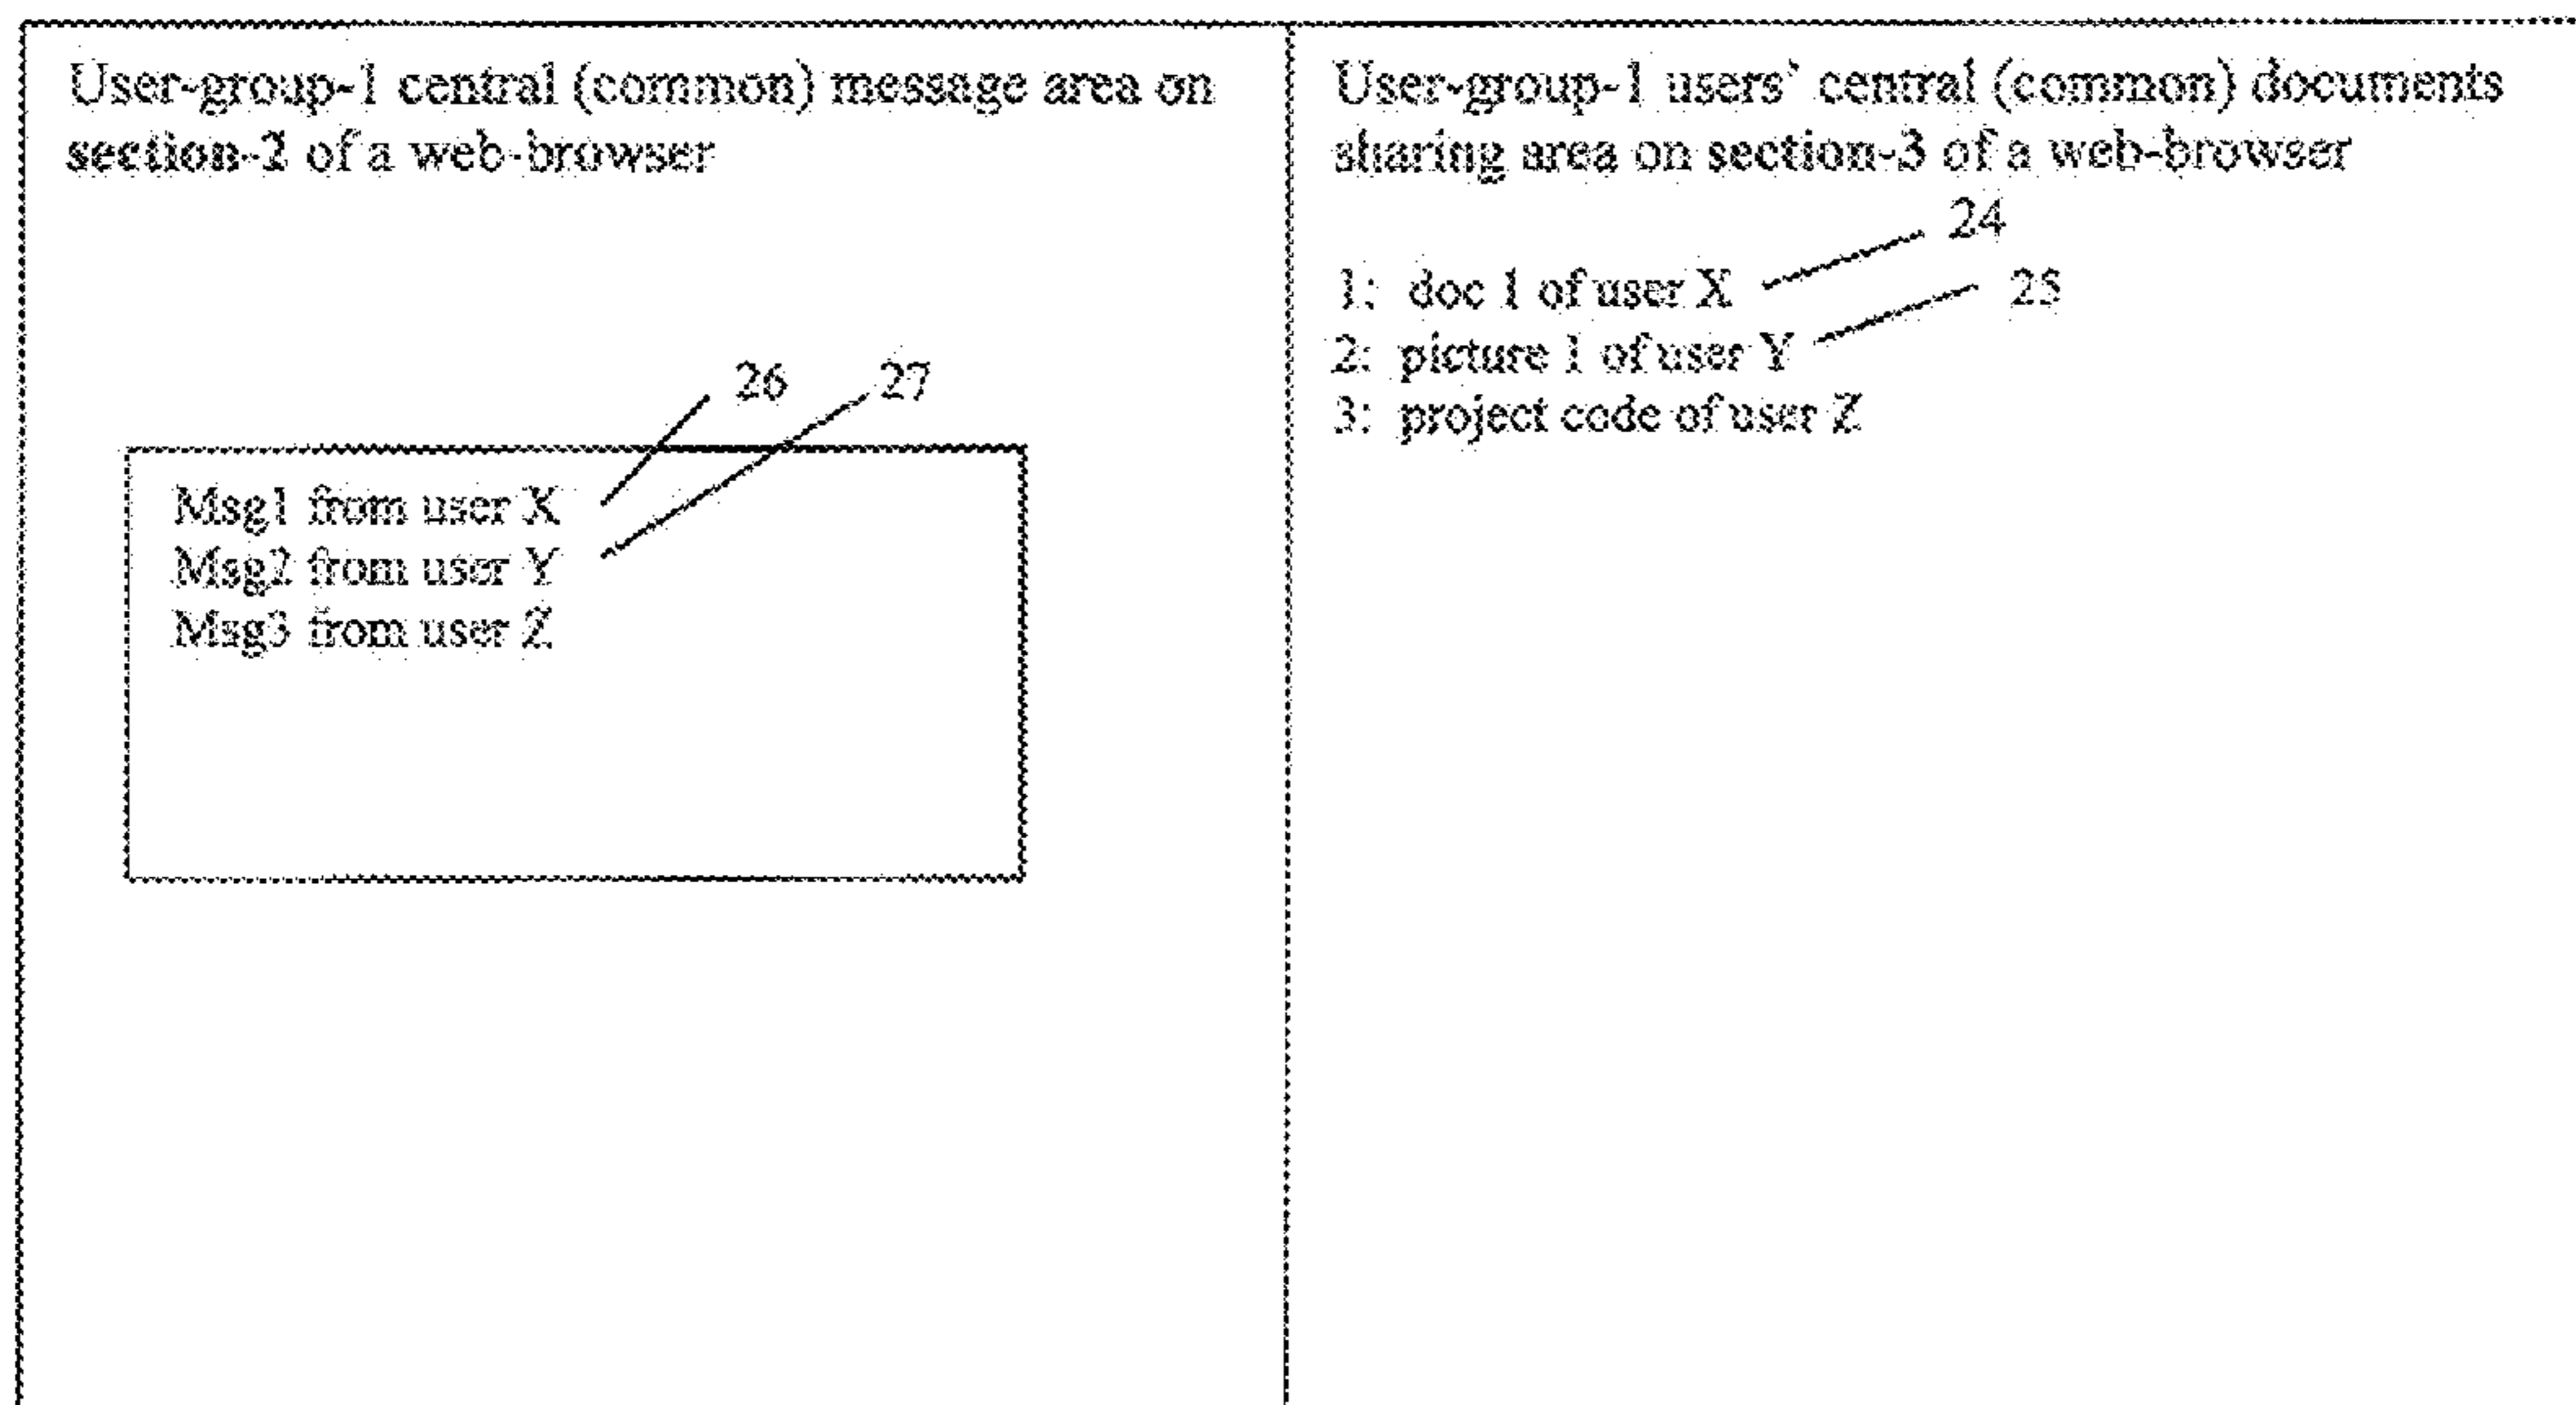 User-group-1 central (common) message area on
section-2 of a web-browser
26
27
Msg1 from user X
Msg2 from user Y
Msg3 from user Z
User-group-1 users' central (common) documents
sharing area on section-3 of a web-browser
24
1: doc 1 of user X
25
2: picture 1 of user Y
3: project code of user Z